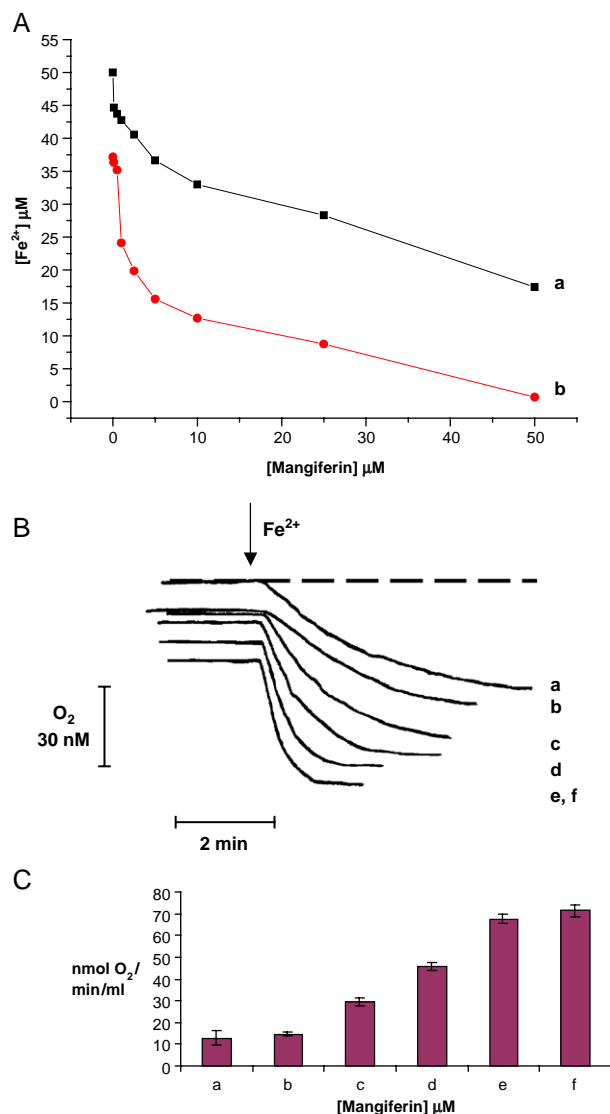 A
55
50
45
40
35
30
25
20
15
10
5
0
[Fe2+] µM
a
b
0 10 20 30 40 50
[Mangiferin] µM
B
Fe2+
O2
30 nM
a
b
c
d
e, f
2 min
C
80
70
60
50
40
30
20
10
0
nmol O2/
min/ml
a b c d e f
[Mangiferin] µM